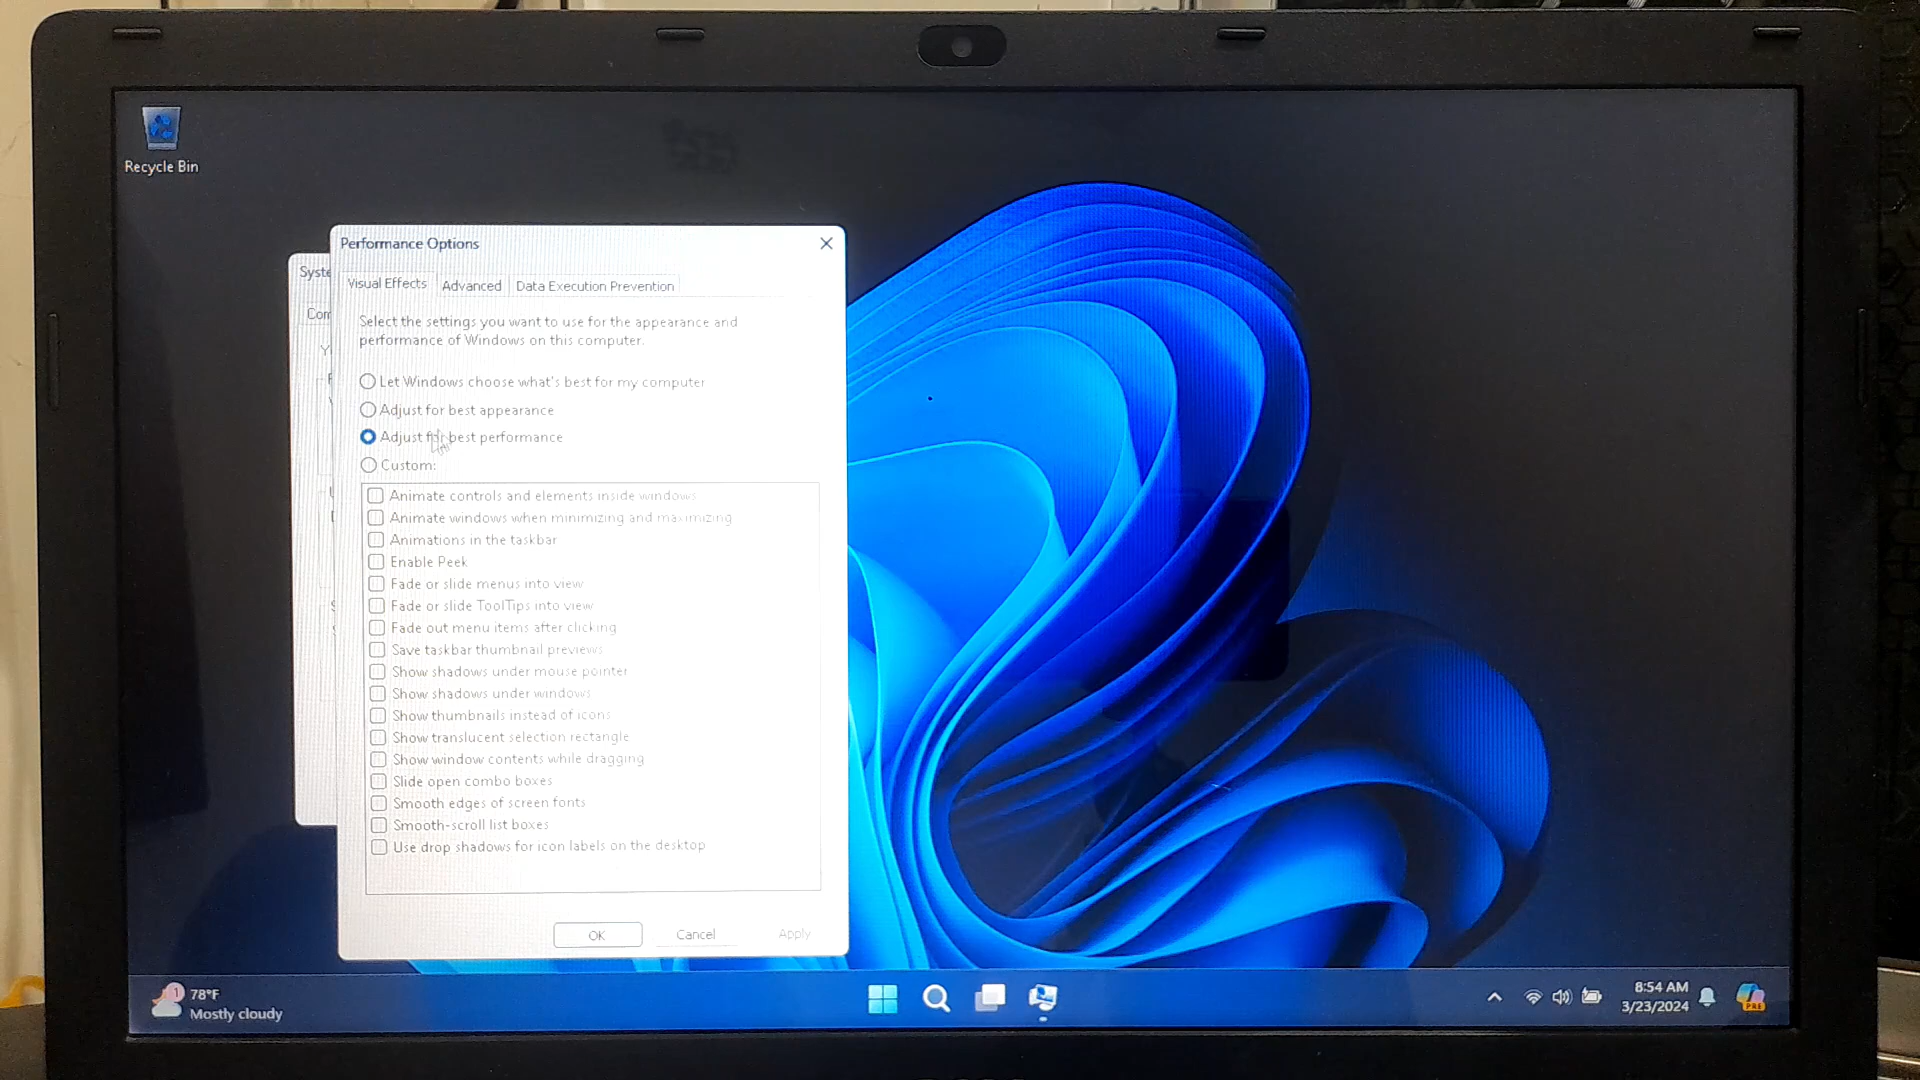 Recycle Bin
Performance Options
Syste
Visual Effects
Advanced
Data Execution Prevention
Com
Select the settings you want to use for the appearance and
performance of Windows on this computer.
Let Windows choose what's best for my computer
Adjust for best appearance
Adjust for best performance
Custom:
Animate controls and elements inside windows
Animate windows when minimizing and maximizing
Animations in the taskbar
Enable Peek
Fade or slide menus into view
Fade or slide ToolTips into view
Fade out menu items after clicking
Save taskbar thumbnail previews
Show shadows under mouse pointer
Show shadows under windows
Show thumbnails instead of icons
Show translucent selection rectangle
Show window contents while dragging
Slide open combo boxes
Smooth edges of screen fonts
Smooth-scroll list boxes
Use drop shadows for icon labels on the desktop
OK
Cancel
Apply
1
78°F
Mostly cloudy
8:54 AM
3/23/2024
PRE